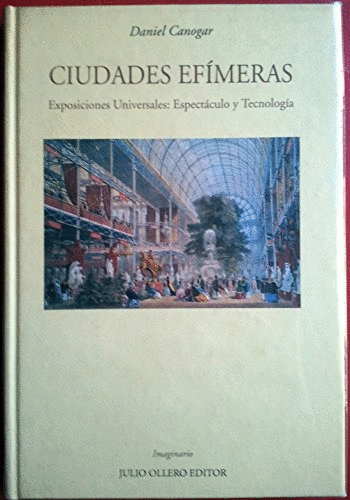 Daniel Canogar
CIUDADES EFÍMERAS
Exposiciones Universales: Espectáculo y Tecnología
Imaginario
JULIO OLLERO EDITOR